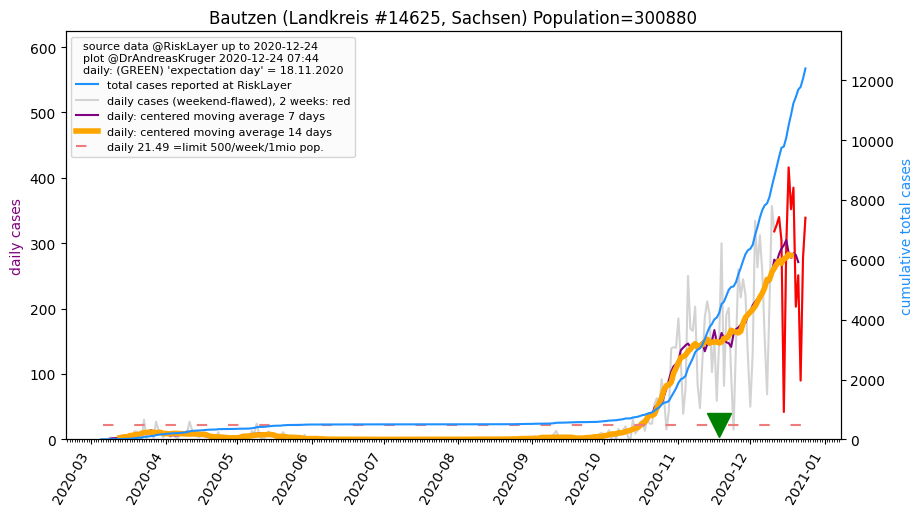 Bautzen (Landkreis #14625, Sachsen) Population=300880
source data @RiskLayer up to 2020-12-24
plot @DrAndreasKruger 2020-12-24 07:44
daily: (GREEN) 'expectation day' = 18.11.2020
total cases reported at RiskLayer
daily cases (weekend-flawed), 2 weeks: red
daily: centered moving average 7 days
daily: centered moving average 14 days
daily 21.49 =limit 500/week/1mio pop.
daily cases
600
500
400
300
200
100
0
cumulative total cases
12000
10000
8000
6000
4000
2000
0
2020-03
2020-04
2020-05
2020-06
2020-07
2020-08
2020-09
2020-10
2020-11
2020-12
2021-01